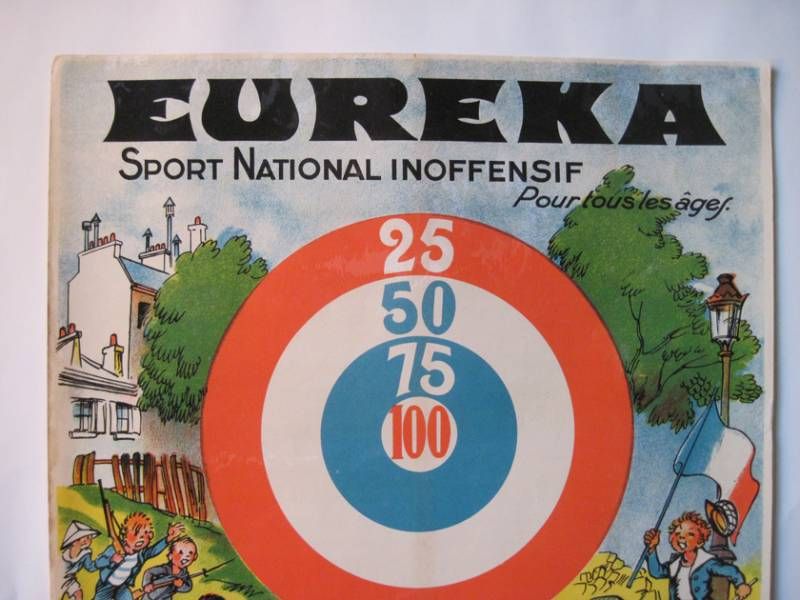 EUREKA
SPORT NATIONAL INOFFENSIF
Pour tous les âges.
25
50
75
100